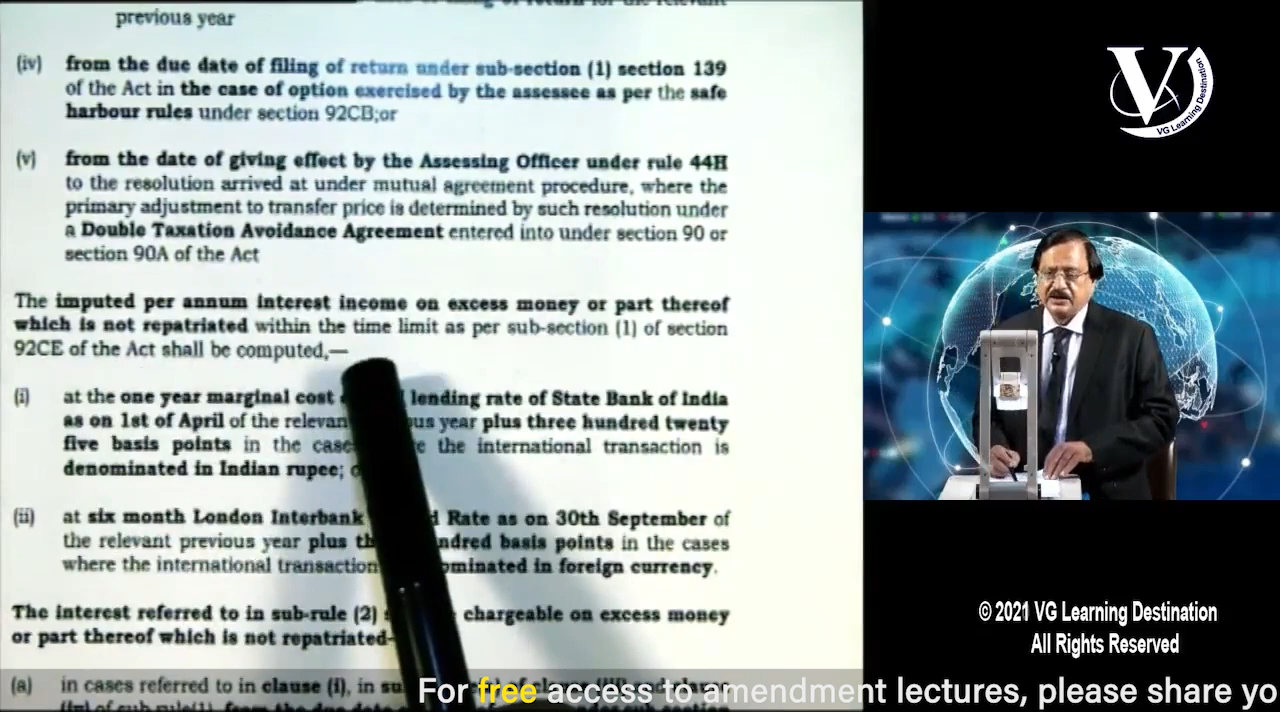 previous year
(iv) from the due date of filing of return under sub-section (1) section 139
of the Act in the case of option exercised by the assessee as per the safe
harbour rules under section 92CB;or
(v) from the date of giving effect by the Assessing Officer under rule 44H
to the resolution arrived at under mutual agreement procedure, where the
primary adjustment to transfer price is determined by such resolution under
a Double Taxation Avoidance Agreement entered into under section 90 or
section 90A of the Act
The imputed per annum interest income on excess money or part thereof
which is not repatriated within the time limit as per sub-section (1) of section
92CE of the Act shall be computed,—
(i) at the one year marginal cost lending rate of State Bank of India
as on 1st of April of the relevan us year plus three hundred twenty
five basis points in the case e the international transaction is
denominated in Indian rupee;
(ii) at six month London Interbank d Rate as on 30th September of
the relevant previous year plus th ndred basis points in the cases
where the international transaction ominated in foreign currency.
The interest referred to in sub-rule (2) chargeable on excess money
or part thereof which is not repatriated-
(a) in cases referred to in clause (i), in su
V
VG Learning Destination
© 2021 VG Learning Destination
All Rights Reserved
For free access to amendment lectures, please share yo